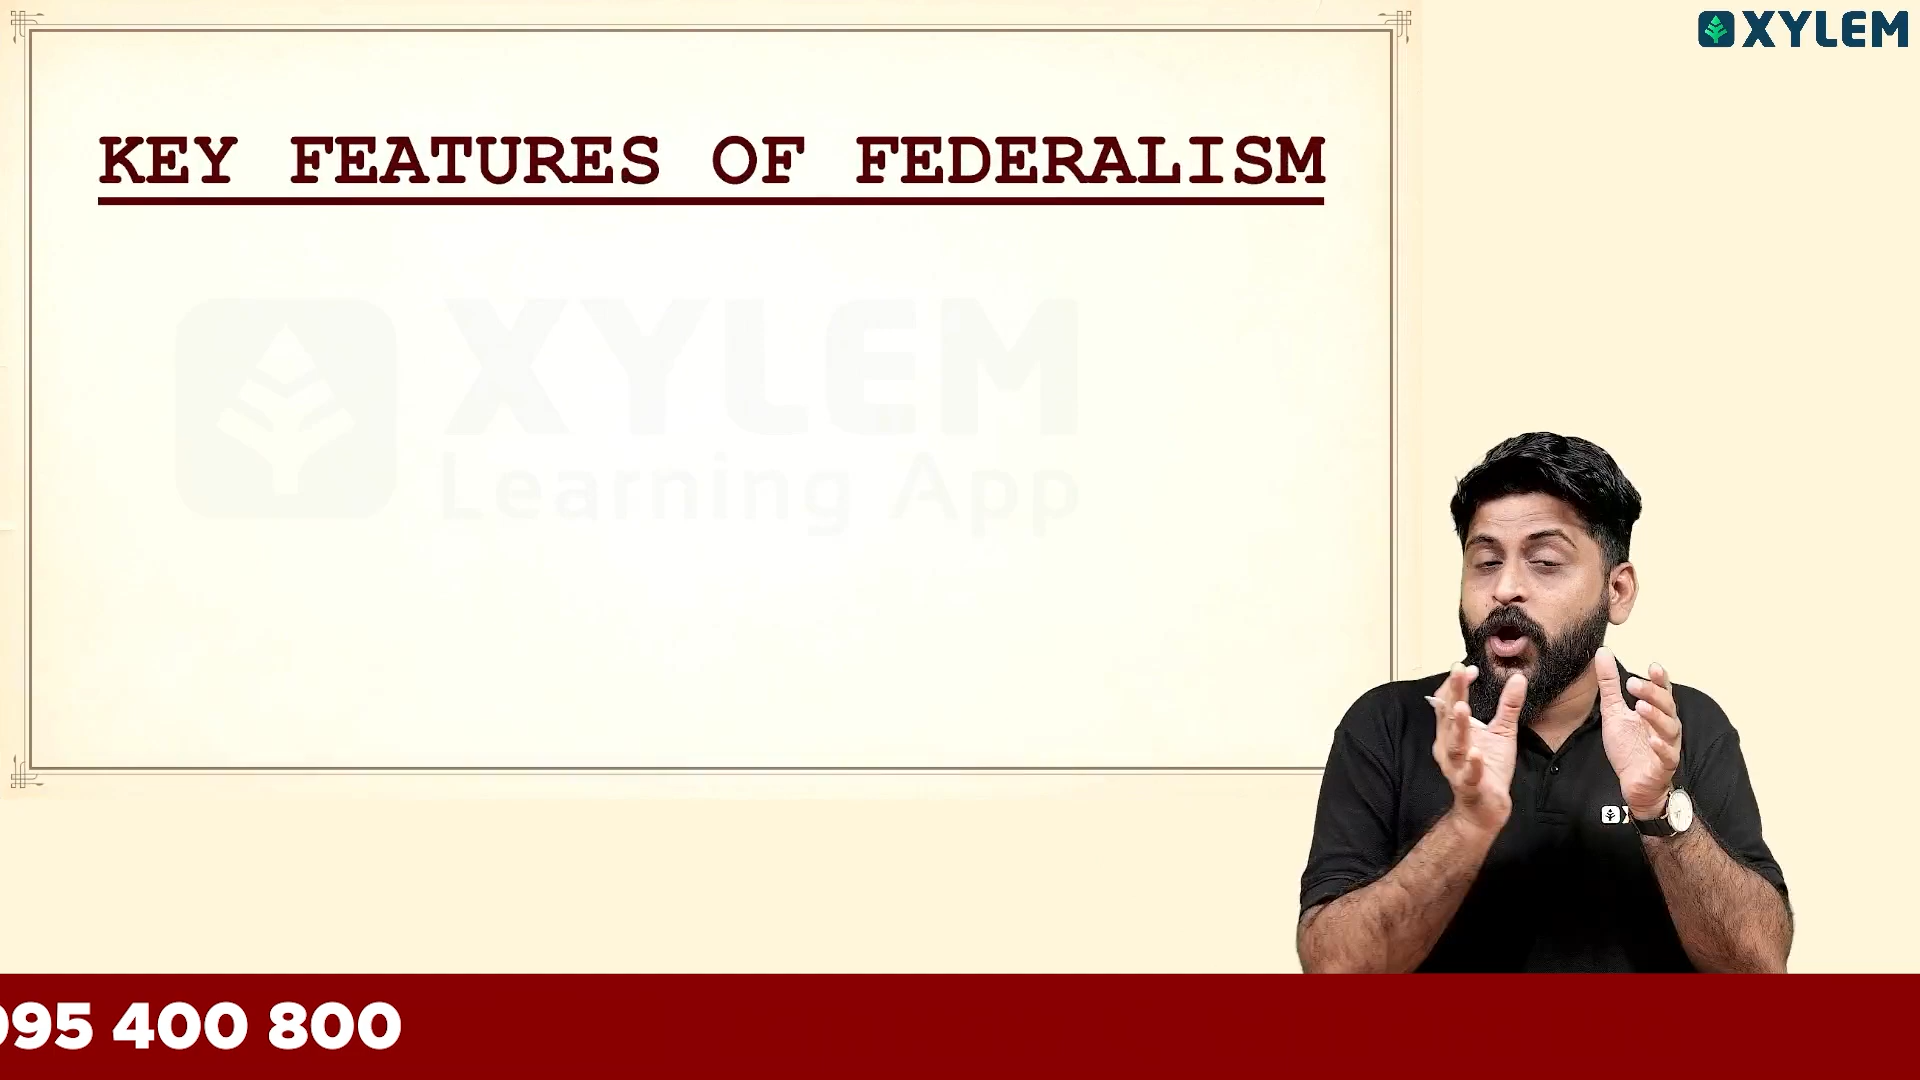 XYLEM
KEY FEATURES OF FEDERALISM
XYLEM
Learning App
95 400 800